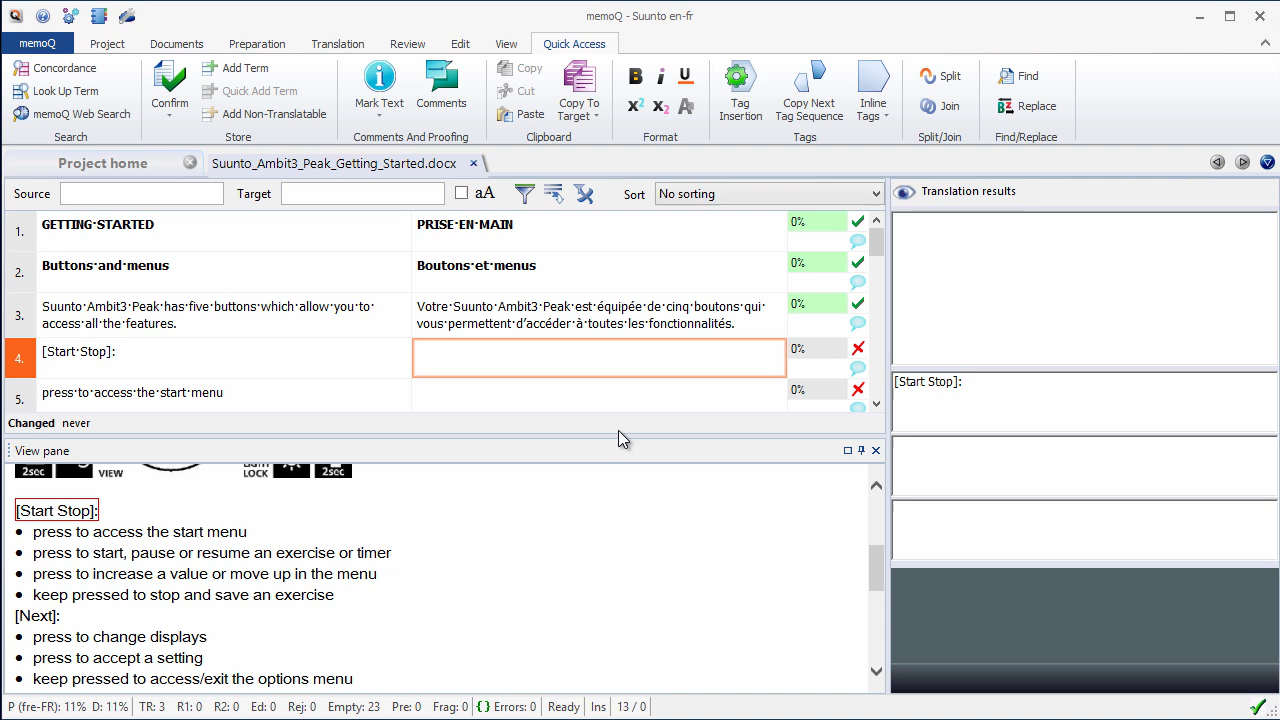 memoQ - Suunto en-fr
memoQ Project Documents Preparation Translation Review Edit View Quick Access
Concordance
Look Up Term
memoQ Web Search
Search
Confirm
Add Term
Quick Add Term
Add Non-Translatable
Store
Mark Text
Comments
Comments And Proofing
Copy
Cut
Paste
Copy To
Target
Clipboard
B i U
x² x₂ A
Format
Tag
Insertion
Copy Next
Tag Sequence
Inline
Tags
Tags
Split
Join
Split/Join
Find
Replace
Find/Replace
Project home Suunto_Ambit3_Peak_Getting_Started.docx
Source Target aA Sort No sorting
Translation results
1. GETTING·STARTED PRISE·EN·MAIN 0%
2. Buttons·and·menus Boutons·et·menus 0%
3. Suunto·Ambit3·Peak·has·five·buttons·which·allow·you·to· Votre·Suunto·Ambit3·Peak·est·équipée·de·cinq·boutons·qui· 0%
access·all·the·features. vous·permettent·d’accéder·à·toutes·les·fonctionnalités.
4. [Start·Stop]: 0%
5. press·to·access·the·start·menu 0%
Changed never
[Start Stop]:
View pane
2sec VIEW LOCK 2sec
[Start Stop]:
• press to access the start menu
• press to start, pause or resume an exercise or timer
• press to increase a value or move up in the menu
• keep pressed to stop and save an exercise
[Next]:
• press to change displays
• press to accept a setting
• keep pressed to access/exit the options menu
P (fre-FR): 11% D: 11% TR: 3 R1: 0 R2: 0 Ed: 0 Rej: 0 Empty: 23 Pre: 0 Frag: 0 {} Errors: 0 Ready Ins 13 / 0